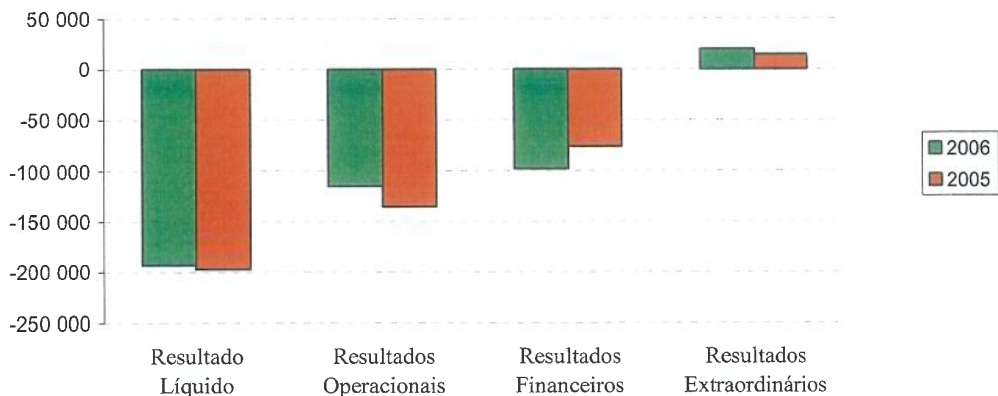 50 000
0
-50 000
-100 000
-150 000
-200 000
-250 000
Resultado
Líquido
Resultados
Operacionais
Resultados
Financeiros
Resultados
Extraordinários
2006
2005